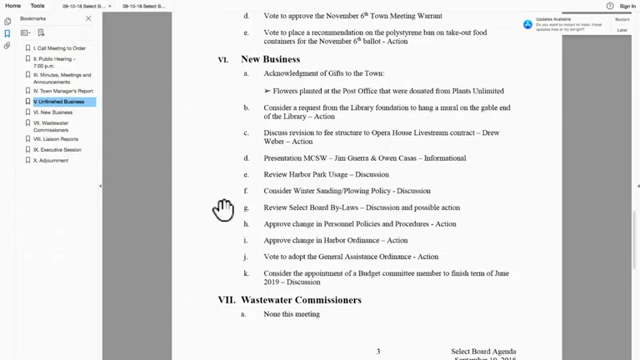 Home Tools 09-10-18 Select B... 09-10-18 Select B...
Bookmarks
Updates Available
Restart
Later
I. Call Meeting to Order
II. Public Hearing –
7:00 p.m.
III. Minutes, Meetings and
Announcements
IV. Town Manager's Report
V. Unfinished Business
VI. New Business
VII. Wastewater
Commissioners
VIII. Liaison Reports
IX. Executive Session
X. Adjournment
d. Vote to approve the November 6th Town Meeting Warrant
e. Vote to place a recommendation on the polystyrene ban on take-out food
containers for the November 6th ballot - Action
VI. New Business
a. Acknowledgment of Gifts to the Town:
➢ Flowers planted at the Post Office that were donated from Plants Unlimited
b. Consider a request from the Library foundation to hang a mural on the gable end
of the Library – Action
c. Discuss revision to fee structure to Opera House Livestream contract – Drew
Weber – Action
d. Presentation MCSW – Jim Guerra & Owen Casas – Informational
e. Review Harbor Park Usage – Discussion
f. Consider Winter Sanding/Plowing Policy - Discussion
g. Review Select Board By-Laws – Discussion and possible action
h. Approve change in Personnel Policies and Procedures - Action
i. Approve change in Harbor Ordinance – Action
j. Vote to adopt the General Assistance Ordinance - Action
k. Consider the appointment of a Budget committee member to finish term of June
2019 – Discussion
VII. Wastewater Commissioners
a. None this meeting
3 Select Board Agenda
September 10, 2018